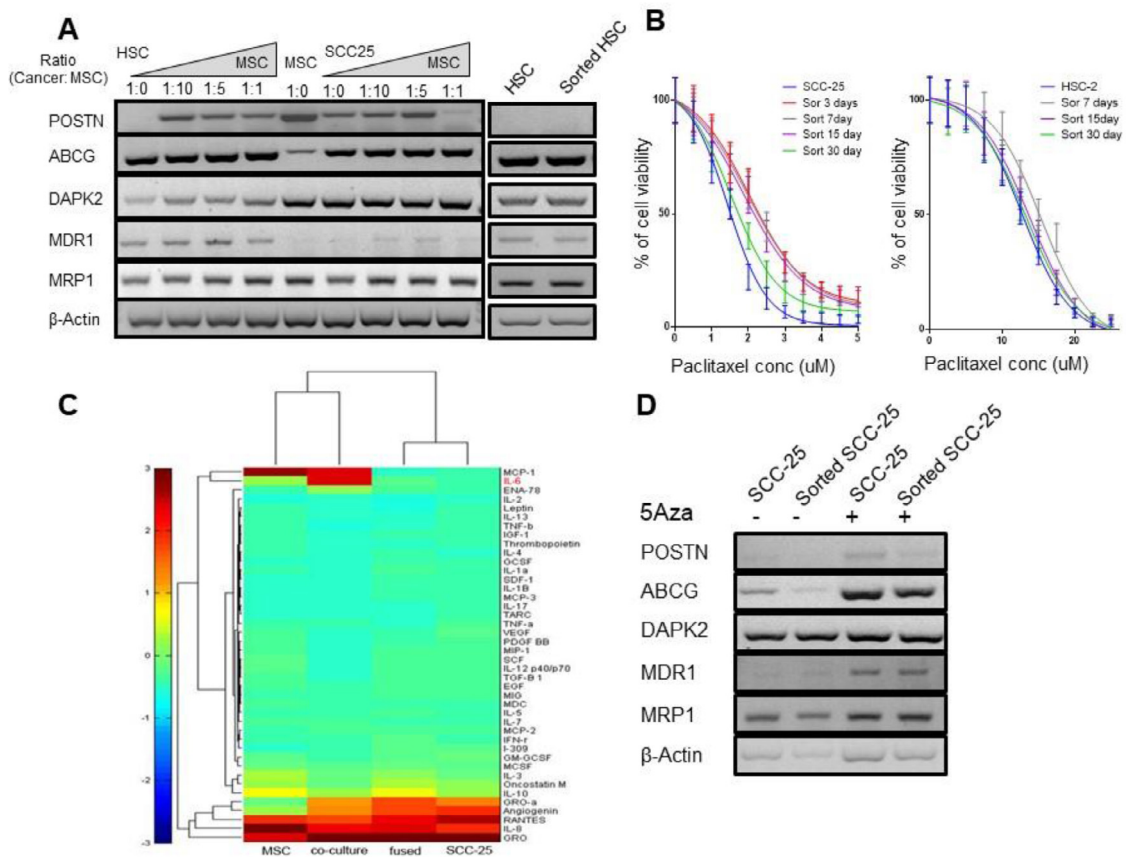 A
Ratio
(Cancer: MSC)
HSC
MSC
MSC
SCC25
MSC
HSC
Sorted HSC
1:0 1:10 1:5 1:1 1:0 1:0 1:10 1:5 1:1
POSTN
ABCG
DAPK2
MDR1
MRP1
β-Actin
B
SCC-25
Sor 3 days
Sort 7day
Sort 15 day
Sort 30 day
% of cell viability
100
50
0
0 1 2 3 4 5
Paclitaxel conc (uM)
HSC-2
Sor 7 days
Sort 15day
Sort 30 day
% of cell viability
100
50
0
0 10 20
Paclitaxel conc (uM)
C
3
2
1
0
-1
-2
-3
MCP-1
IL-6
ENA-78
IL-2
Leptin
IL-13
TNF-b
IGF-1
Thrombopoietin
IL-4
GCSF
IL-1a
SDF-1
IL-1B
MCP-3
IL-17
TARC
TNF-a
VEGF
PDGF BB
MIP-1
SCF
IL-12 p40/p70
TGF-B 1
EGF
MIG
MDC
IL-5
IL-7
MCP-2
IFN-r
I-309
GM-GCSF
MCSF
IL-3
Oncostatin M
IL-10
GRO-a
Angiogenin
RANTES
IL-8
GRO
MSC co-culture fused SCC-25
D
SCC-25
Sorted SCC-25
SCC-25
Sorted SCC-25
5Aza - - + +
POSTN
ABCG
DAPK2
MDR1
MRP1
β-Actin